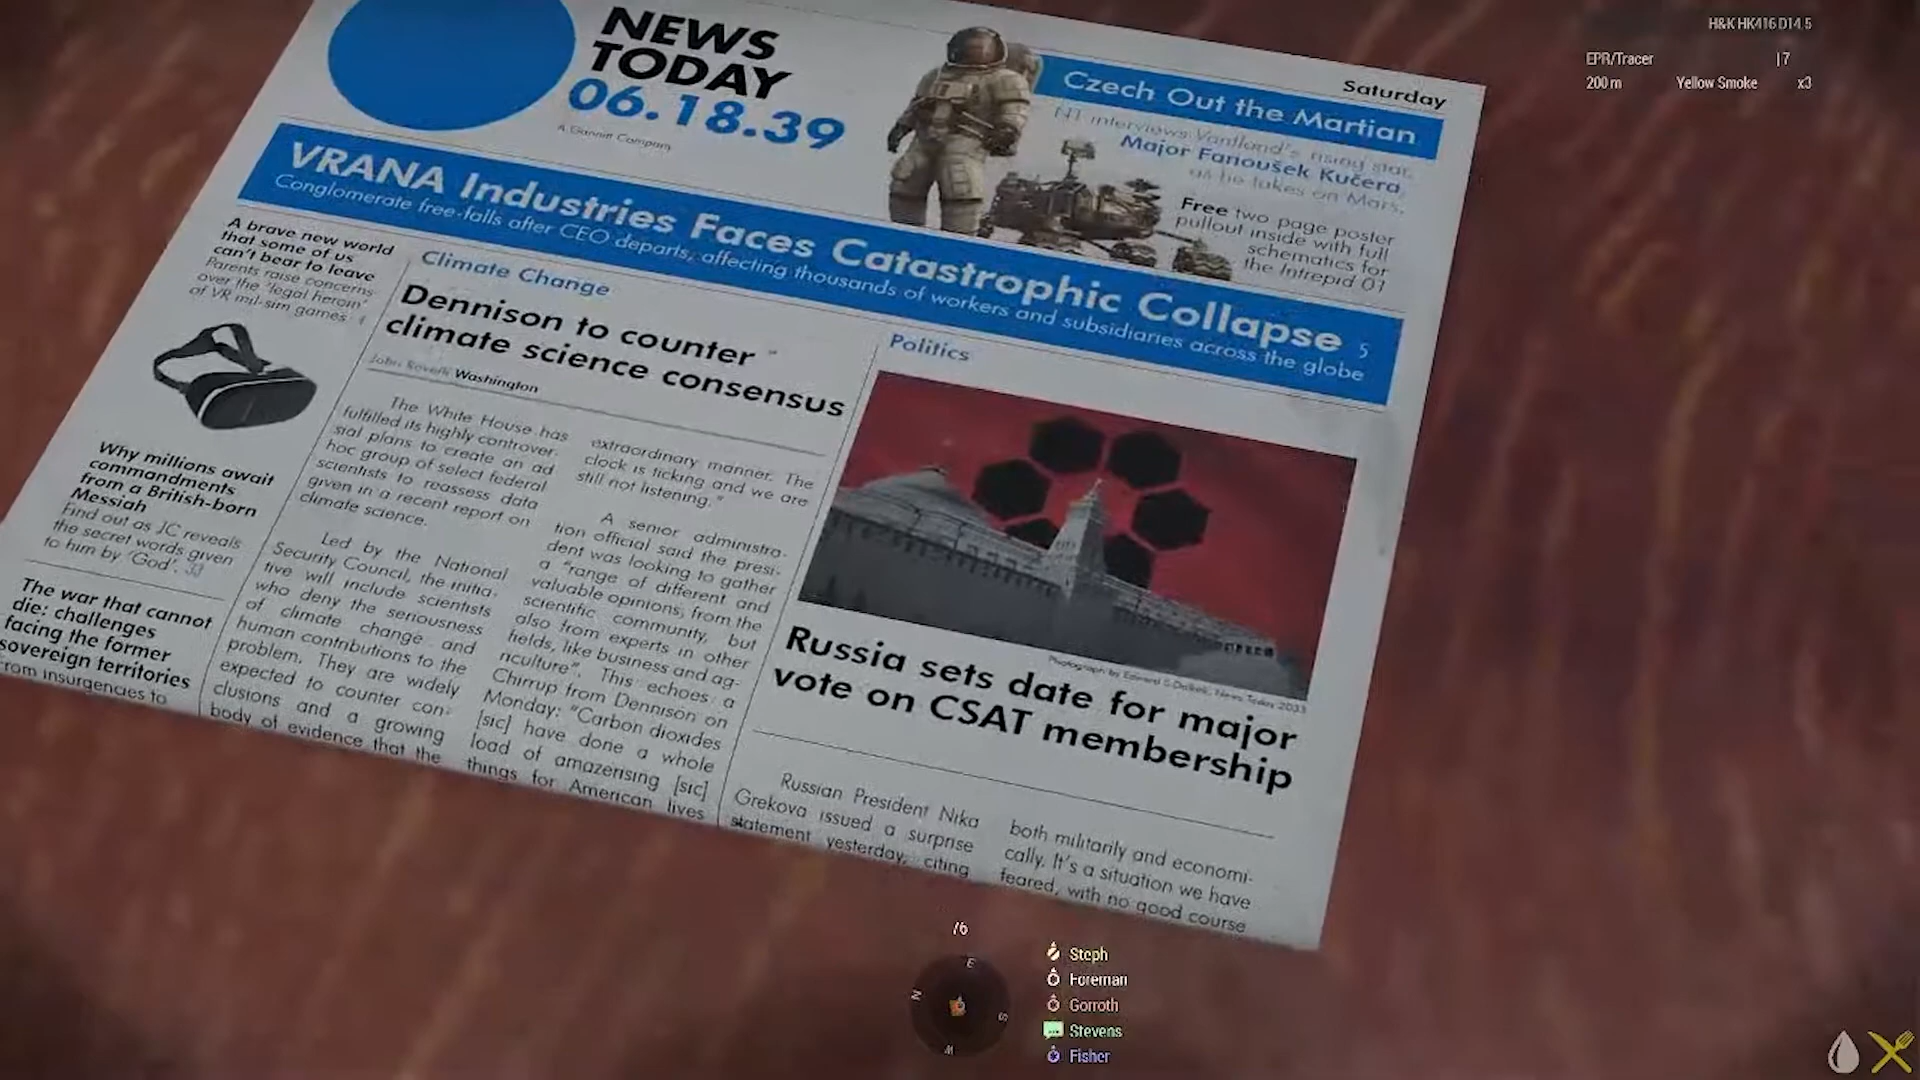 H&K HK416 D14.5
EPR/Tracer
17
200 m
Yellow Smoke
x3
NEWS
TODAY
06.18.39
A Gannett Company
Saturday
Czech Out the Martian
NT interviews Vantland's rising star,
Major Fanoušek Kučera,
as he takes on Mars.
Free two page poster
pullout inside with full
schematics for
the Intrepid 01
VRANA Industries Faces Catastrophic Collapse 5
Conglomerate free-falls after CEO departs, affecting thousands of workers and subsidiaries across the globe
A brave new world
that some of us
can't bear to leave
Parents raise concerns
over the 'legal heroin'
of VR mil-sim games.
Why millions await
commandments
from a British-born
Messiah
Find out as JC reveals
the secret words given
to him by 'God'. 33
The war that cannot
die: challenges
facing the former
sovereign territories
From insurgencies to
Climate Change
Dennison to counter
climate science consensus
John Washington
The White House has
fulfilled its highly controver-
sial plans to create an ad
hoc group of select federal
scientists to reassess data
given in a recent report on
climate science.
Led by the National
Security Council, the initia-
tive will include scientists
who deny the seriousness
of climate change and
human contributions to the
problem. They are widely
expected to counter con-
clusions and a growing
body of evidence that the
extraordinary manner. The
clock is ticking and we are
still not listening."
A senior administra-
tion official said the presi-
dent was looking to gather
a "range of different and
valuable opinions; from the
scientific community, but
also from experts in other
fields, like business and ag-
riculture". This echoes a
Chirrup from Dennison on
Monday: "Carbon dioxides
[sic] have done a whole
load of amazerising [sic]
things for American lives
Politics
Photograph by Edward S News Today 2033
Russia sets date for major
vote on CSAT membership
Russian President Nika
Grekova issued a surprise
statement yesterday, citing
both militarily and economi-
cally. It's a situation we have
feared, with no good course
76
E
N
S
W
Steph
Foreman
Gorroth
Stevens
Fisher